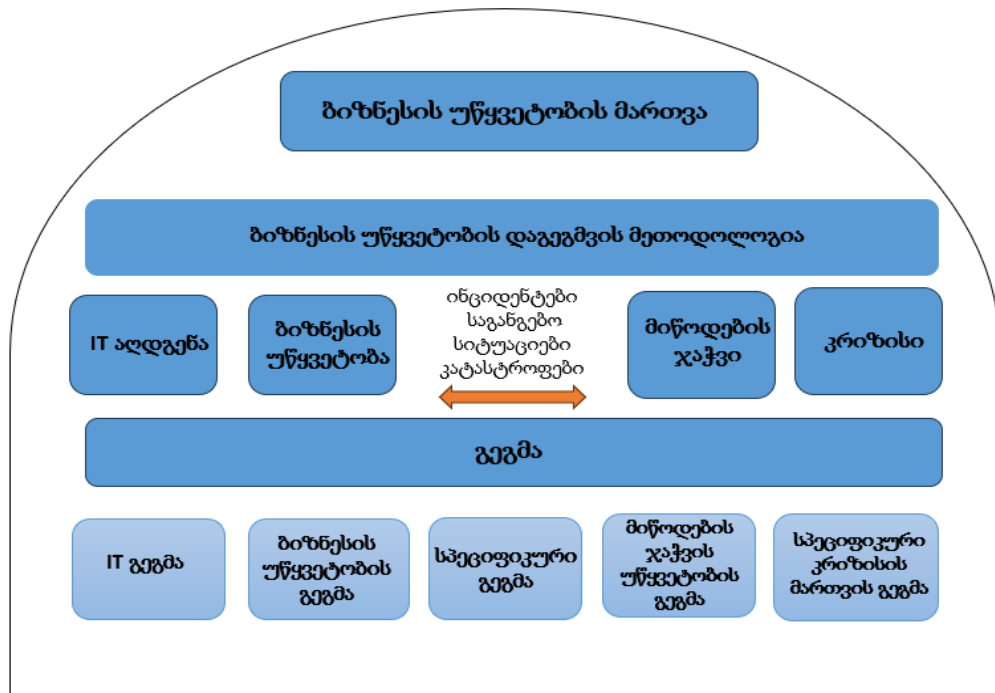 ბიზნესის უწყვეტობის მართვა
ბიზნესის უწყვეტობის დაგეგმვის მეთოდოლოგია
IT აღდგენა
ბიზნესის
უწყვეტობა
ინციდენტები
საგანგებო
სიტუაციები
კატასტროფები
მიწოდების
ჯაჭვი
კრიზისი
გეგმა
IT გეგმა
ბიზნესის
უწყვეტობის
გეგმა
სპეციფიკური
გეგმა
მიწოდების
ჯაჭვის
უწყვეტობის
გეგმა
სპეციფიკური
კრიზისის
მართვის გეგმა